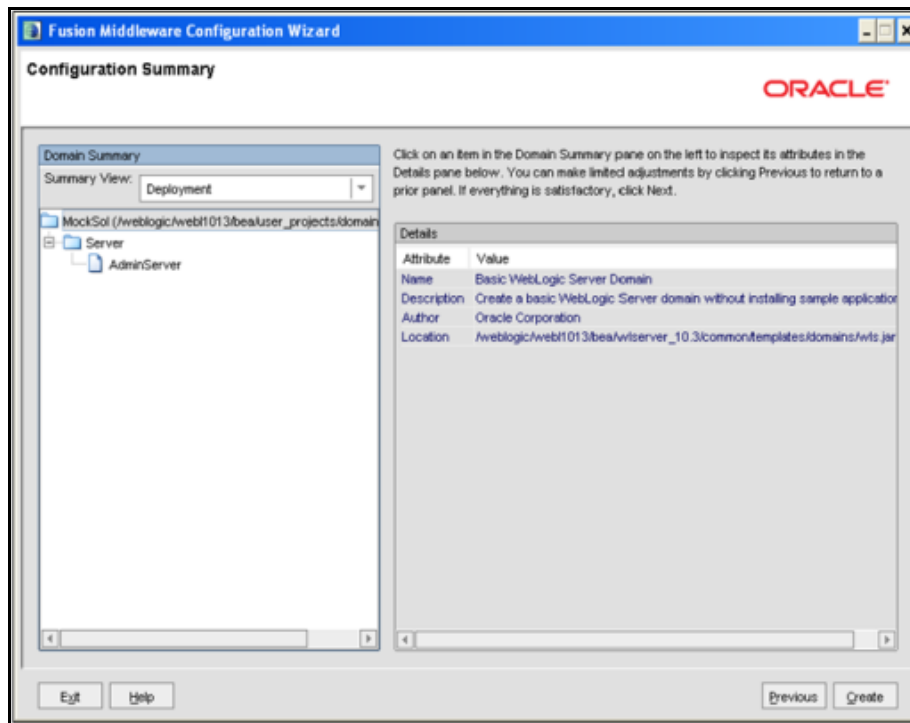 Fusion Middleware Configuration Wizard
Configuration Summary
ORACLE
Domain Summary
Summary View:
Deployment
MockSol (/weblogic/webl1013/bea/user_projects/domain
Server
AdminServer
Click on an item in the Domain Summary pane on the left to inspect its attributes in the
Details pane below. You can make limited adjustments by clicking Previous to return to a
prior panel. If everything is satisfactory, click Next.
Details
Attribute Value
Name Basic WebLogic Server Domain
Description Create a basic WebLogic Server domain without installing sample application
Author Oracle Corporation
Location /weblogic/webl1013/bea/wlserver_10.3/common/templates/domains/wls.jar
Exit Help Previous Create